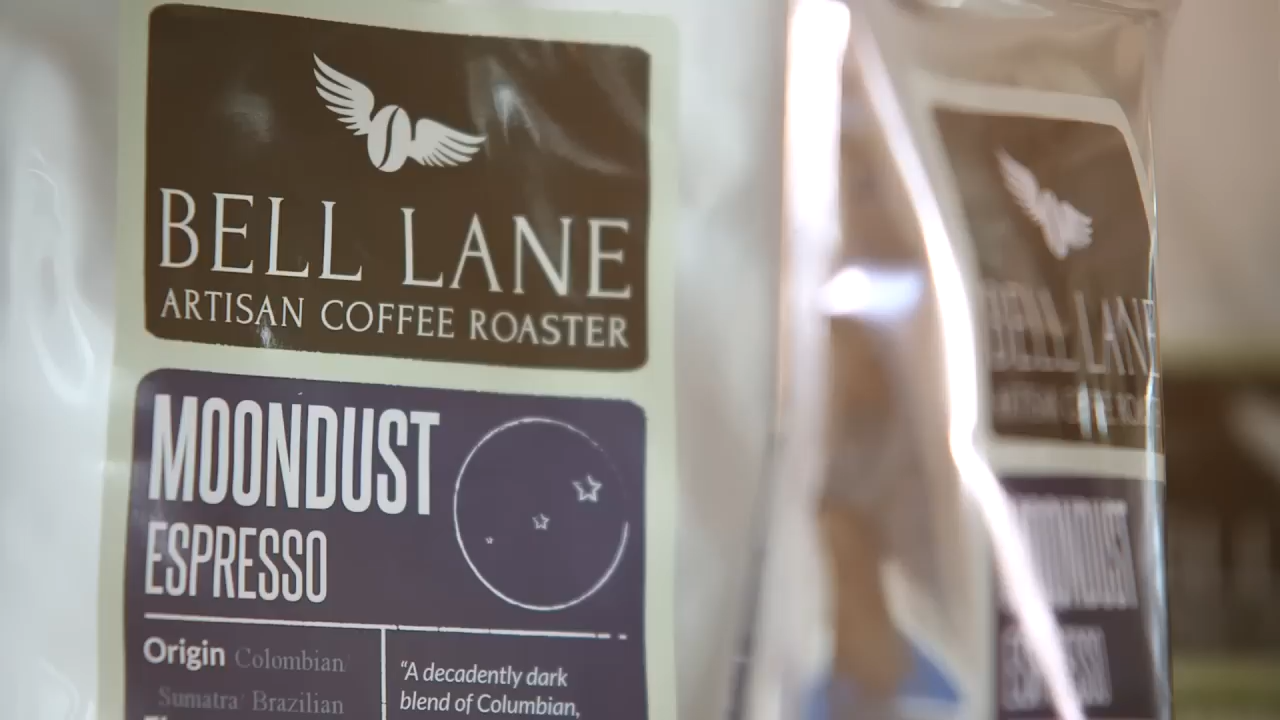 BELL LANE
ARTISAN COFFEE ROASTER
MOONDUST
ESPRESSO
Origin Colombian
Sumatra Brazilian
"A decadently dark
blend of Columbian,
BELL LANE
MOONDUST
ESPRESSO